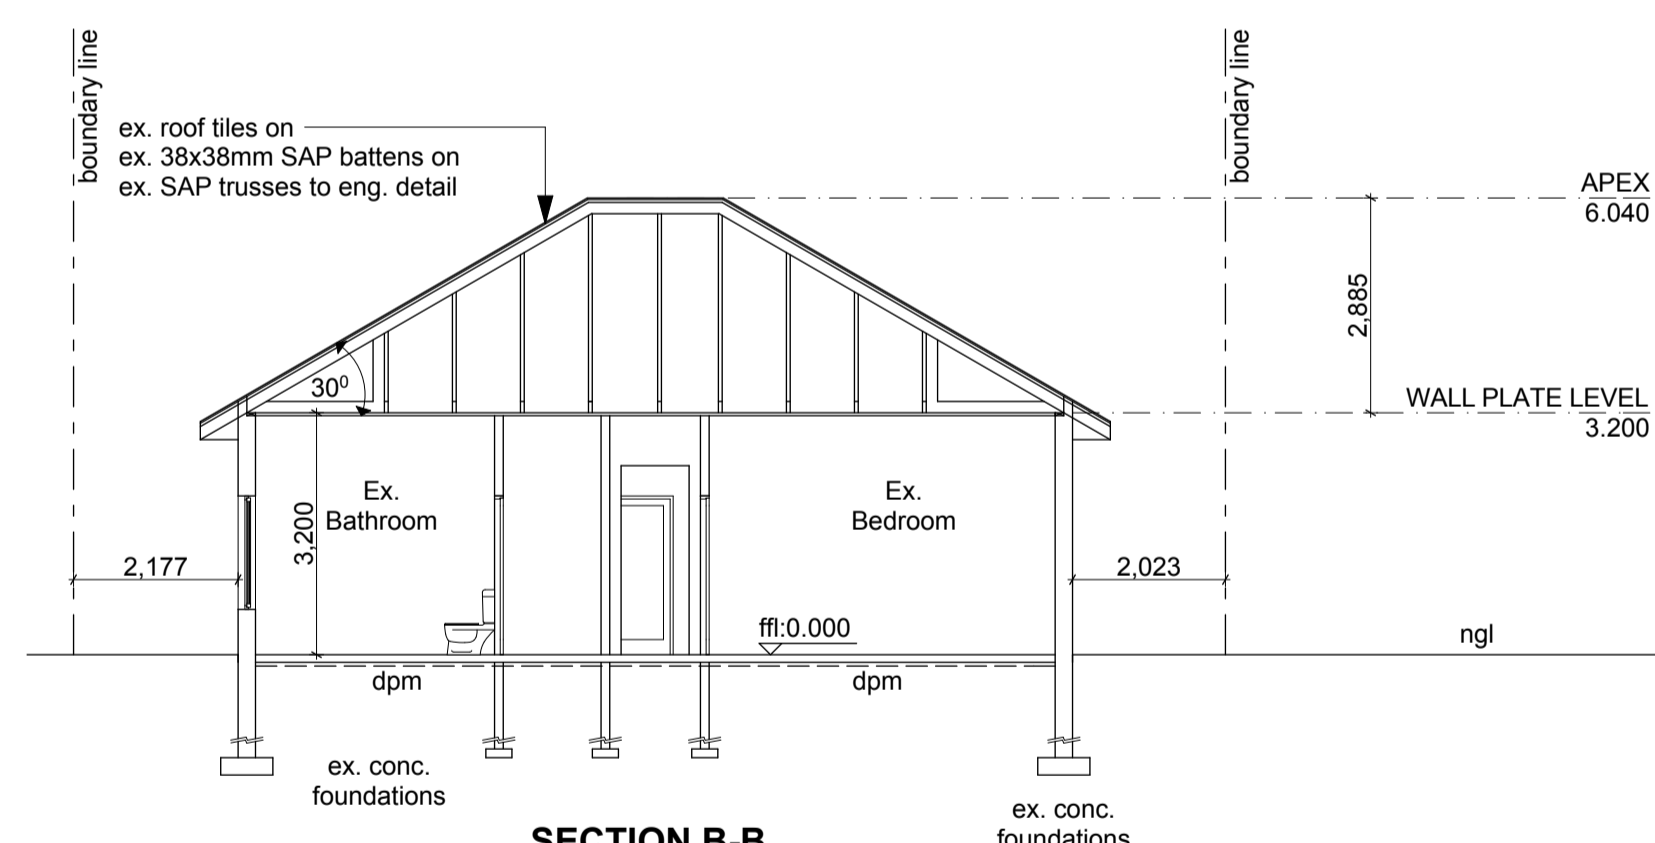 boundary line
boundary line
ex. roof tiles on
ex. 38x38mm SAP battens on
ex. SAP trusses to eng. detail
APEX
6.040
2,885
30⁰
WALL PLATE LEVEL
3.200
Ex.
Bathroom
3,200
Ex.
Bedroom
2,177
2,023
ffl:0.000
ngl
dpm
dpm
ex. conc.
foundations
ex. conc.
foundations
SECTION B-B